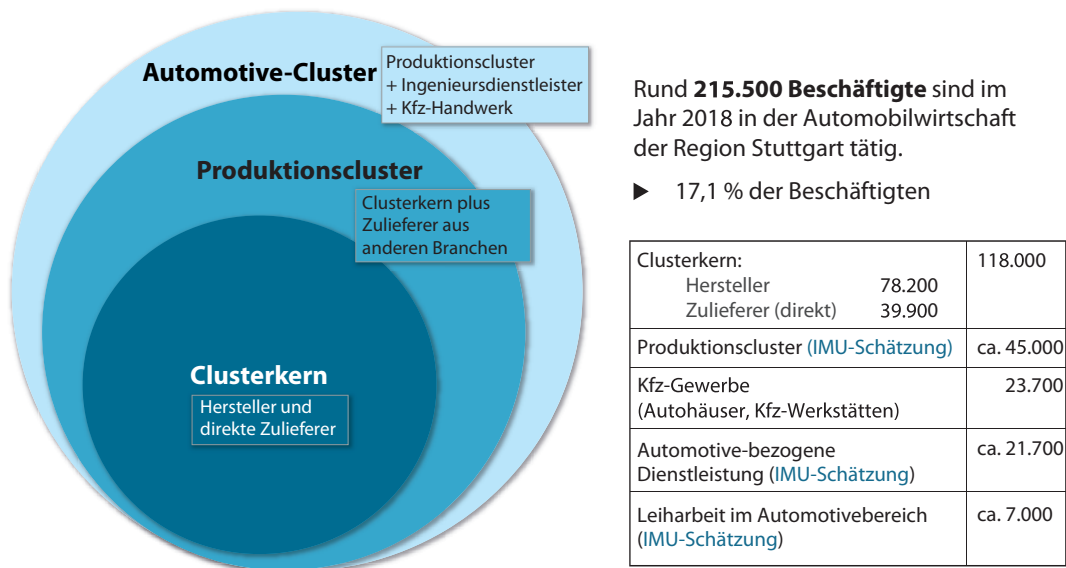 Automotive-Cluster
Produktionscluster
+ Ingenieursdienstleister
+ Kfz-Handwerk
Produktionscluster
Clusterkern plus
Zulieferer aus
anderen Branchen
Clusterkern
Hersteller und
direkte Zulieferer
Rund 215.500 Beschäftigte sind im
Jahr 2018 in der Automobilwirtschaft
der Region Stuttgart tätig.
▶ 17,1 % der Beschäftigten
Clusterkern: 118.000
Hersteller 78.200
Zulieferer (direkt) 39.900
Produktionscluster (IMU-Schätzung) ca. 45.000
Kfz-Gewerbe 23.700
(Autohäuser, Kfz-Werkstätten)
Automotive-bezogene ca. 21.700
Dienstleistung (IMU-Schätzung)
Leiharbeit im Automotivebereich ca. 7.000
(IMU-Schätzung)